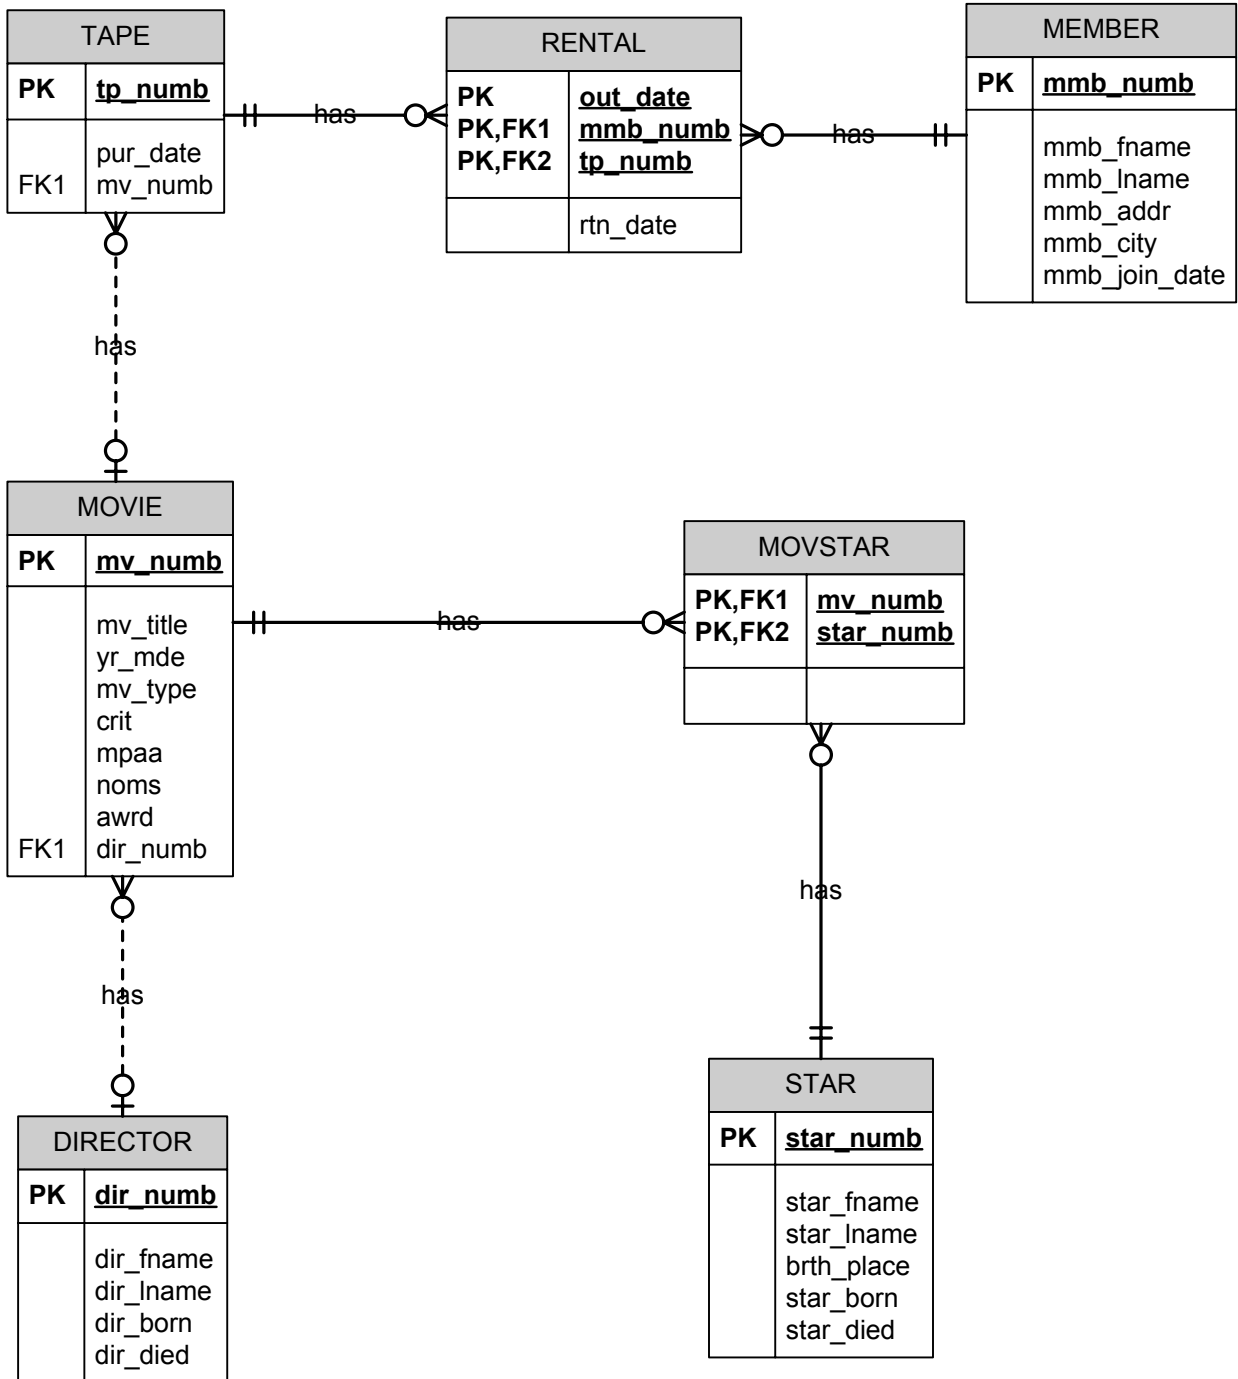 TAPE
PK tp_numb
pur_date
FK1 mv_numb
has
RENTAL
PK out_date
PK,FK1 mmb_numb
PK,FK2 tp_numb
rtn_date
has
MEMBER
PK mmb_numb
mmb_fname
mmb_lname
mmb_addr
mmb_city
mmb_join_date
has
MOVIE
PK mv_numb
mv_title
yr_mde
mv_type
crit
mpaa
noms
awrd
FK1 dir_numb
has
MOVSTAR
PK,FK1 mv_numb
PK,FK2 star_numb
has
has
DIRECTOR
PK dir_numb
dir_fname
dir_lname
dir_born
dir_died
STAR
PK star_numb
star_fname
star_lname
brth_place
star_born
star_died